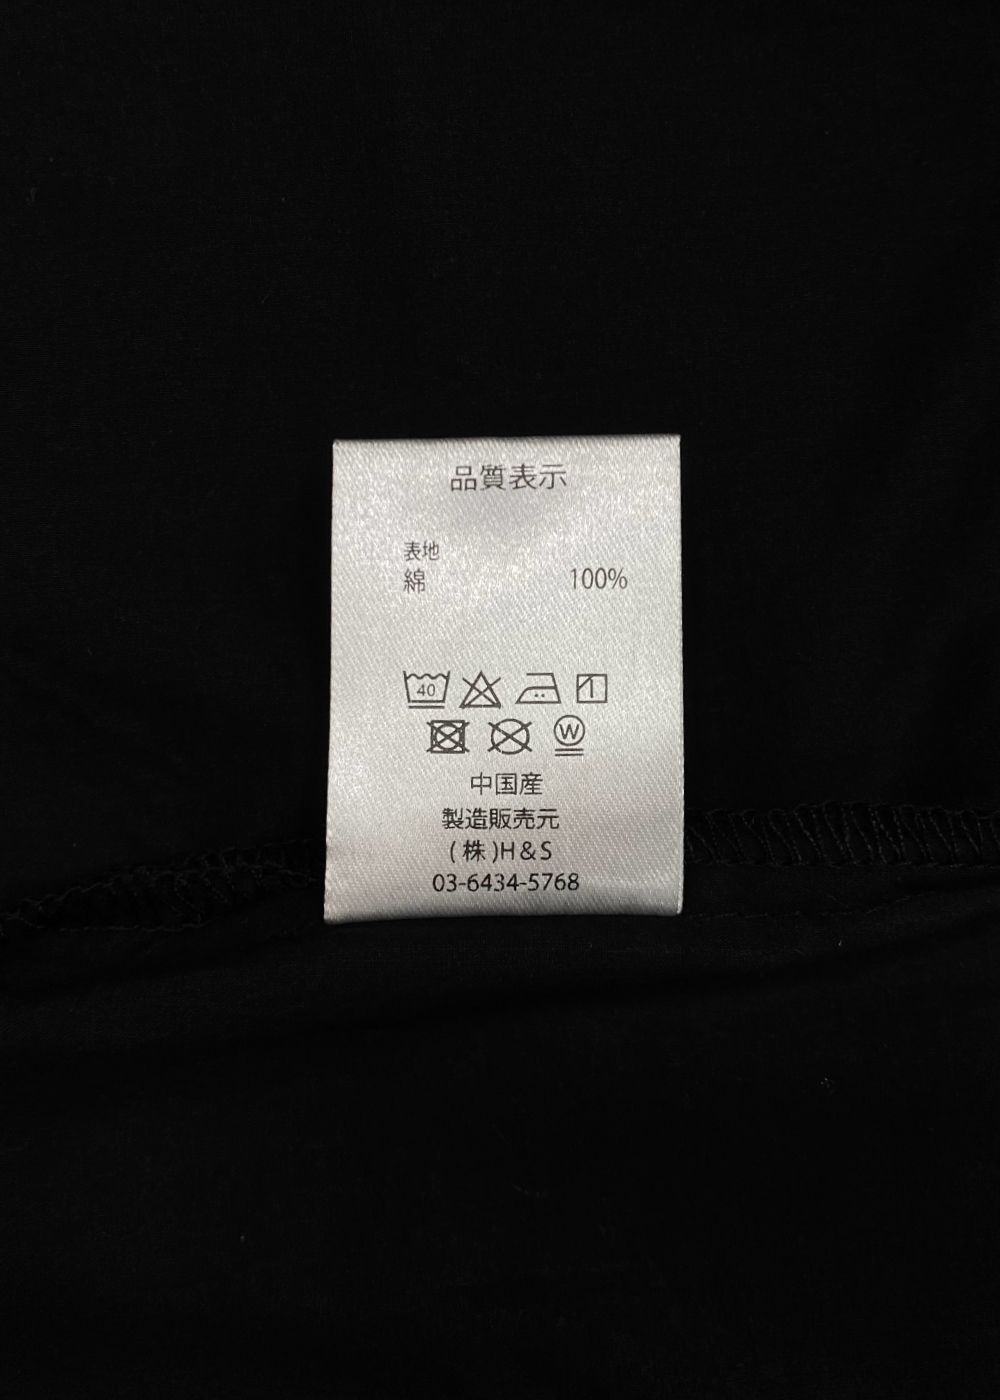 品質表示
表地
綿 100%
40
W
中国産
製造販売元
(株)H&S
03-6434-5768